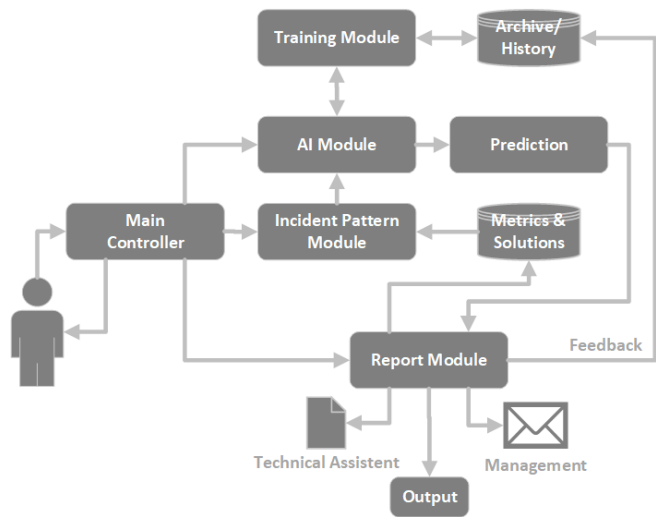 Training Module
Archive/
History
AI Module
Prediction
Main
Controller
Incident Pattern
Module
Metrics &
Solutions
Report Module
Feedback
Technical Assistent
Management
Output